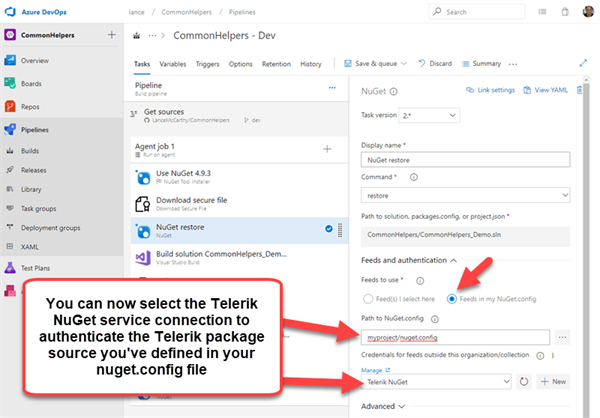 Azure DevOps
lance / CommonHelpers / Pipelines
Search
CommonHelpers
CommonHelpers - Dev
Overview
Boards
Repos
Pipelines
Builds
Releases
Library
Task groups
Deployment groups
XAML
Test Plans
Tasks Variables Triggers Options Retention History
Save & queue Discard Summary
Pipeline
Build pipeline
Get sources
LanceMcCarthy/CommonHelpers dev
Agent job 1
Run on agent
Use NuGet 4.9.3
NuGet Tool Installer
Download secure file
Download Secure File
NuGet restore
NuGet
Build solution CommonHelpers_Demo...
Visual Studio Build
NuGet
Link settings View YAML
Task version 2.*
Display name *
NuGet restore
Command *
restore
Path to solution, packages.config, or project.json *
CommonHelpers/CommonHelpers_Demo.sln
Feeds and authentication
Feeds to use *
Feed(s) I select here Feeds in my NuGet.config
Path to NuGet.config
myproject/nuget.config
Credentials for feeds outside this organization/collection
Manage
Telerik NuGet
New
Advanced
You can now select the Telerik
NuGet service connection to
authenticate the Telerik package
source you've defined in your
nuget.config file